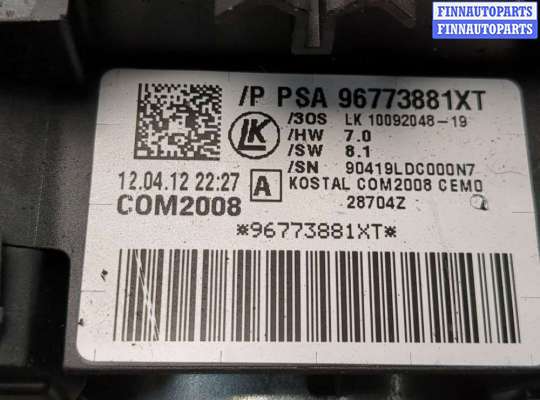 FINNAUTOPARTS
FINNAUTOPARTS
/P PSA 96773881XT
/3OS LK 10092048-19
LK
/HW 7.0
/SW 8.1
/SN 90419LDC000N7
12.04.12 22:27 A KOSTAL COM2008 CEM0
COM2008 28704Z
*96773881XT*